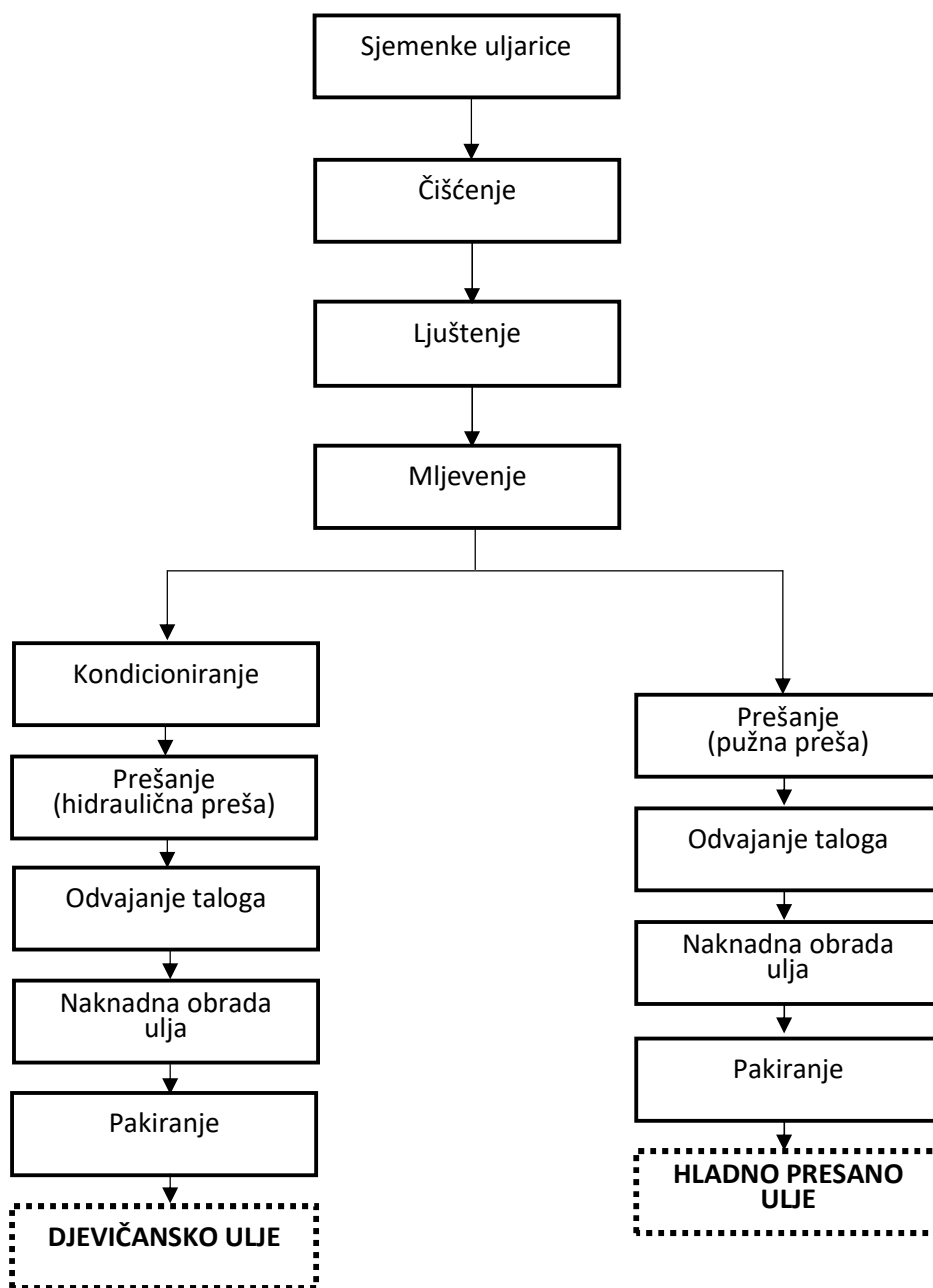 Sjemenke uljarice
Čišćenje
Ljuštenje
Mljevenje
Kondicioniranje
Prešanje
(hidraulična preša)
Odvajanje taloga
Naknadna obrada
ulja
Pakiranje
DJEVIČANSKO ULJE
Prešanje
(pužna preša)
Odvajanje taloga
Naknadna obrada
ulja
Pakiranje
HLADNO PRESANO
ULJE